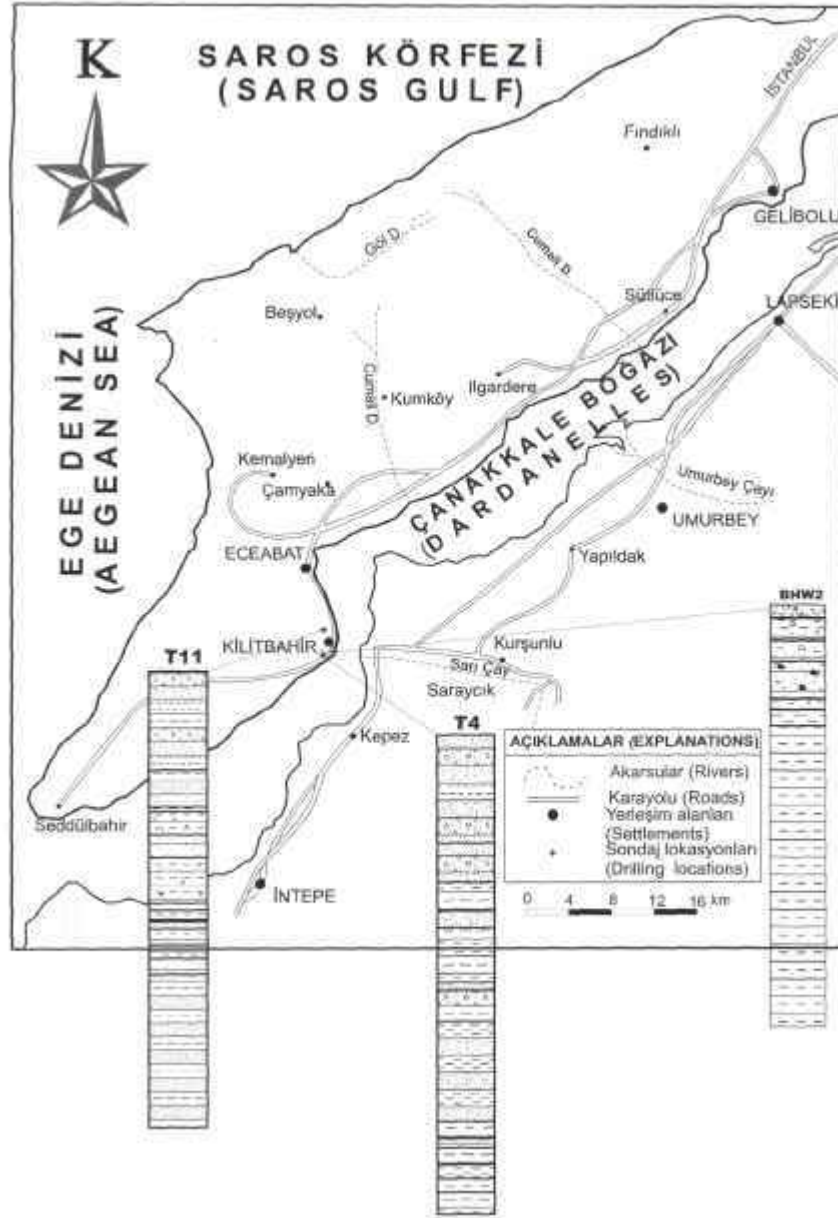 K
SAROS KÖRFEZİ
(SAROS GULF)
İSTANBUL
Fındıklı
GELİBOLU
Göl D.
Cumali D.
Sütlüce
LAPSEKİ
Beşyol
Ilgardere
Kumköy
Cumali D.
EGE DENİZİ
(AEGEAN SEA)
ÇANAKKALE BOĞAZI
(DARDANELLES)
Kemalyeri
Çamyaka
Umurbey Çayı
UMURBEY
ECEABAT
Yapıldak
BHW2
KİLİTBAHİR
Kurşunlu
T11
Sarı Çay
Saraycık
T4
Kepez
AÇIKLAMALAR (EXPLANATIONS)
Akarsular (Rivers)
Karayolu (Roads)
Yerleşim alanları
(Settlements)
Sondaj lokasyonları
(Drilling locations)
Seddülbahir
İNTEPE
0 4 8 12 16 km